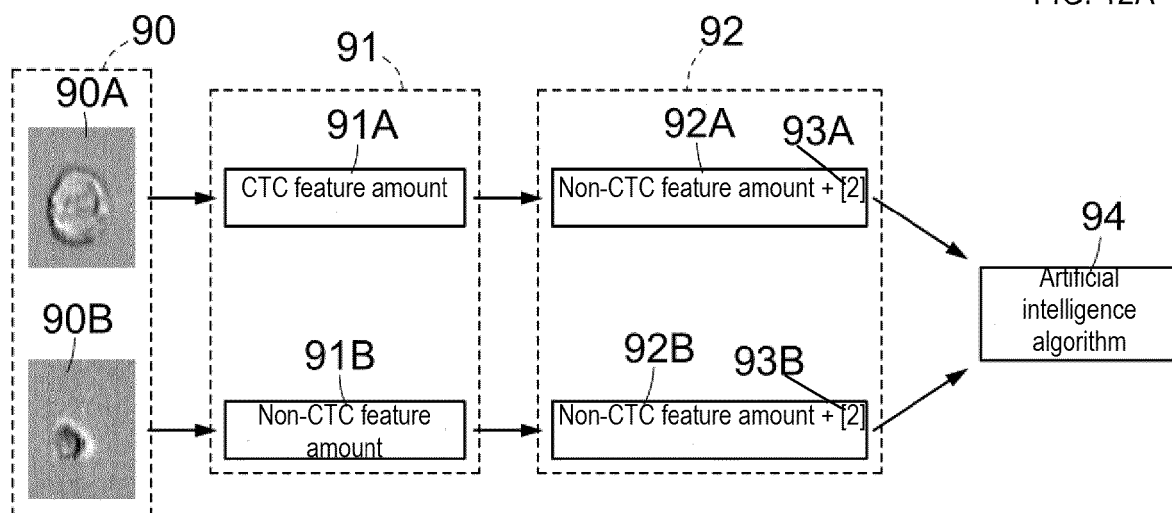 FIG. 12A
90
91
92
90A
91A
92A
93A
CTC feature amount
Non-CTC feature amount + [2]
94
Artificial
intelligence
algorithm
90B
91B
92B
93B
Non-CTC feature
amount
Non-CTC feature amount + [2]